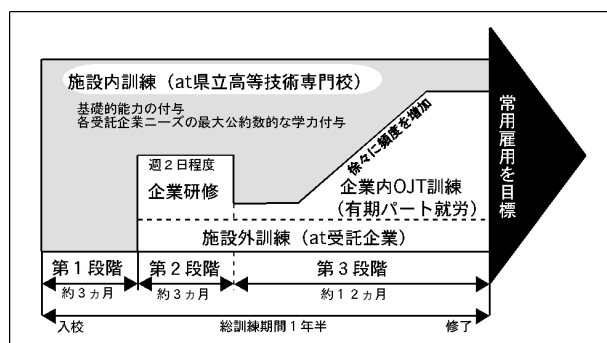 施設内訓練（at県立高等技術専門校）
基礎的能力の付与
各受託企業ニーズの最大公約数的な学力付与
徐々に頻度を増加
常用雇用を目標
週２日程度
企業研修
企業内OJT訓練
（有期パート就労）
施設外訓練（at受託企業）
第１段階
第２段階
第３段階
約３ヵ月
約３ヵ月
約１２ヵ月
入校
総訓練期間１年半
修了